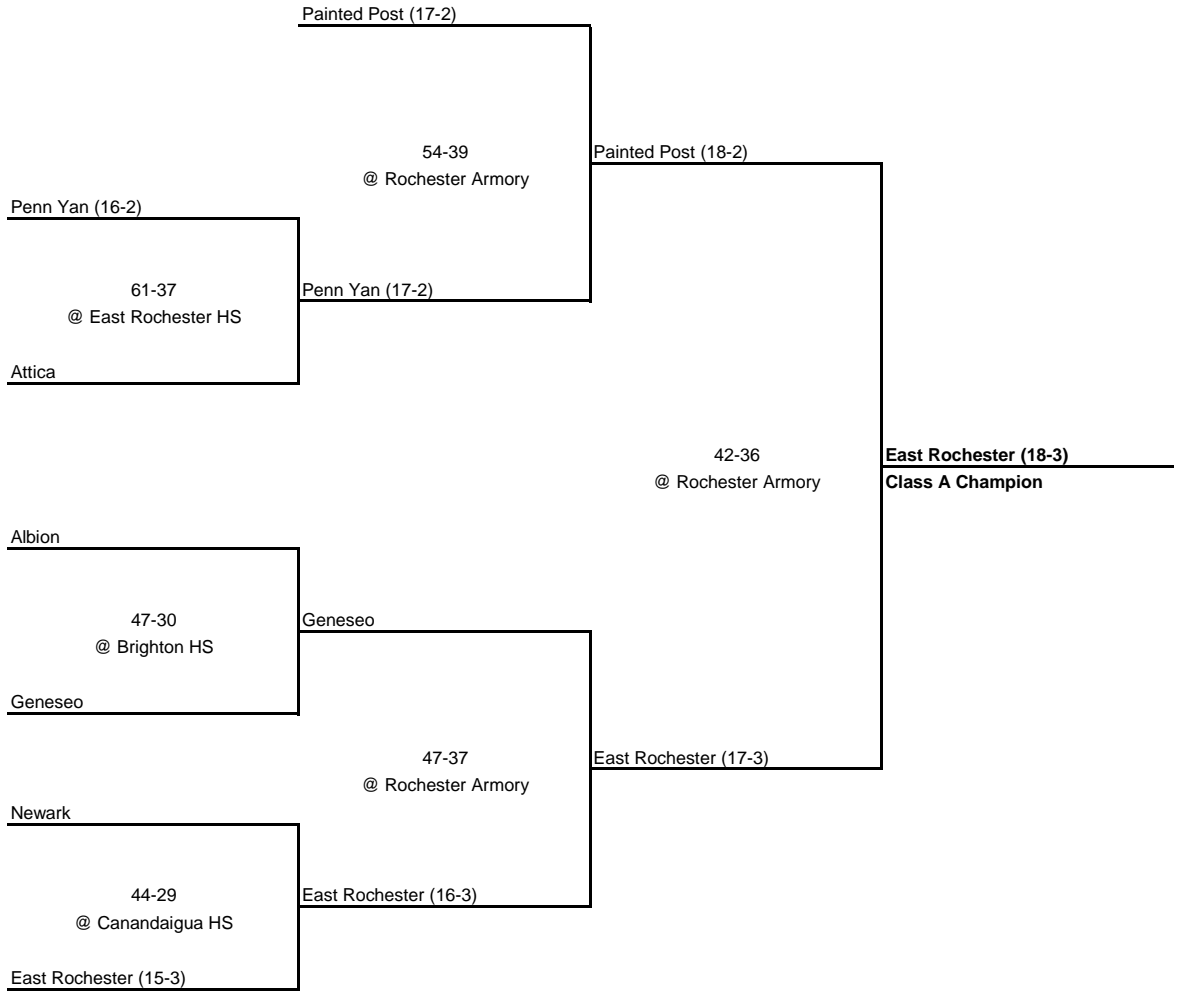 Painted Post (17-2)
54-39
@ Rochester Armory
Painted Post (18-2)
Penn Yan (16-2)
61-37
@ East Rochester HS
Penn Yan (17-2)
Attica
42-36
@ Rochester Armory
East Rochester (18-3)
Class A Champion
Albion
47-30
@ Brighton HS
Geneseo
Geneseo
47-37
@ Rochester Armory
East Rochester (17-3)
Newark
44-29
@ Canandaigua HS
East Rochester (16-3)
East Rochester (15-3)